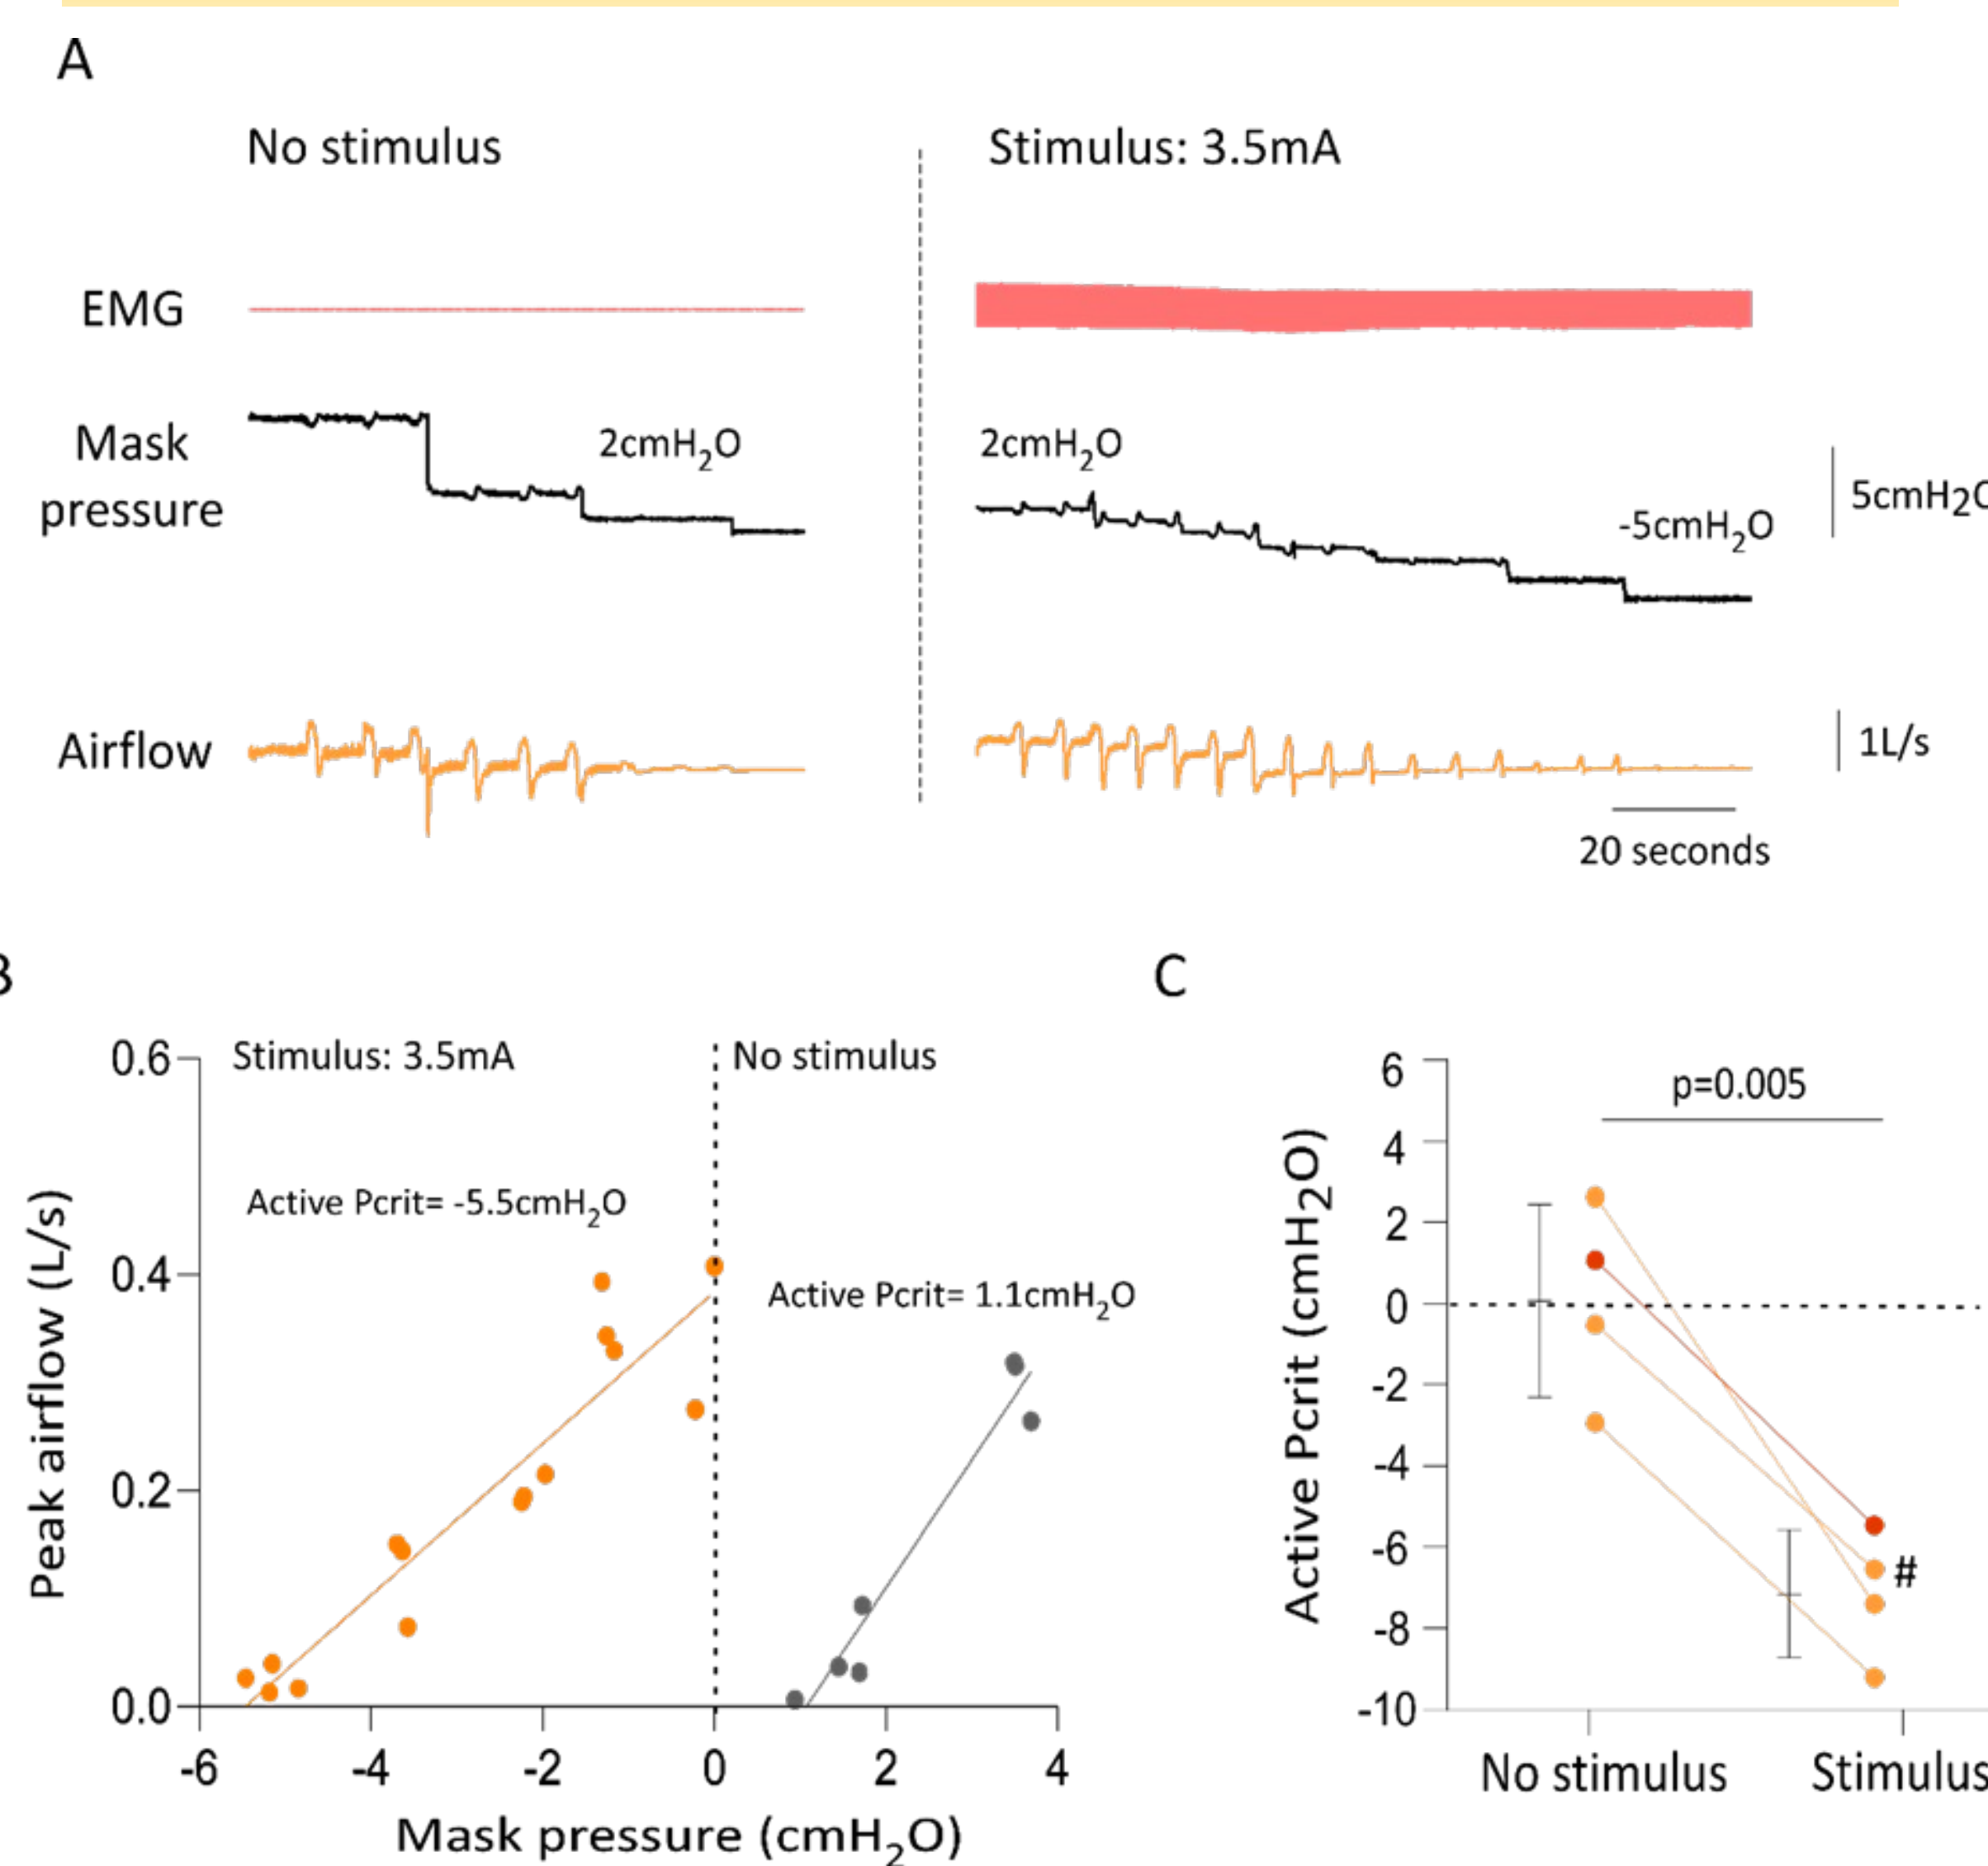 A
No stimulus
Stimulus: 3.5mA
EMG
Mask
pressure
2cmH2O
2cmH2O
-5cmH2O
5cmH2O
Airflow
1L/s
20 seconds
B
0.6
0.4
0.2
0.0
Peak airflow (L/s)
Stimulus: 3.5mA
No stimulus
Active Pcrit= -5.5cmH2O
Active Pcrit= 1.1cmH2O
-6 -4 -2 0 2 4
Mask pressure (cmH2O)
C
6
4
2
0
-2
-4
-6
-8
-10
Active Pcrit (cmH2O)
p=0.005
#
No stimulus
Stimulus